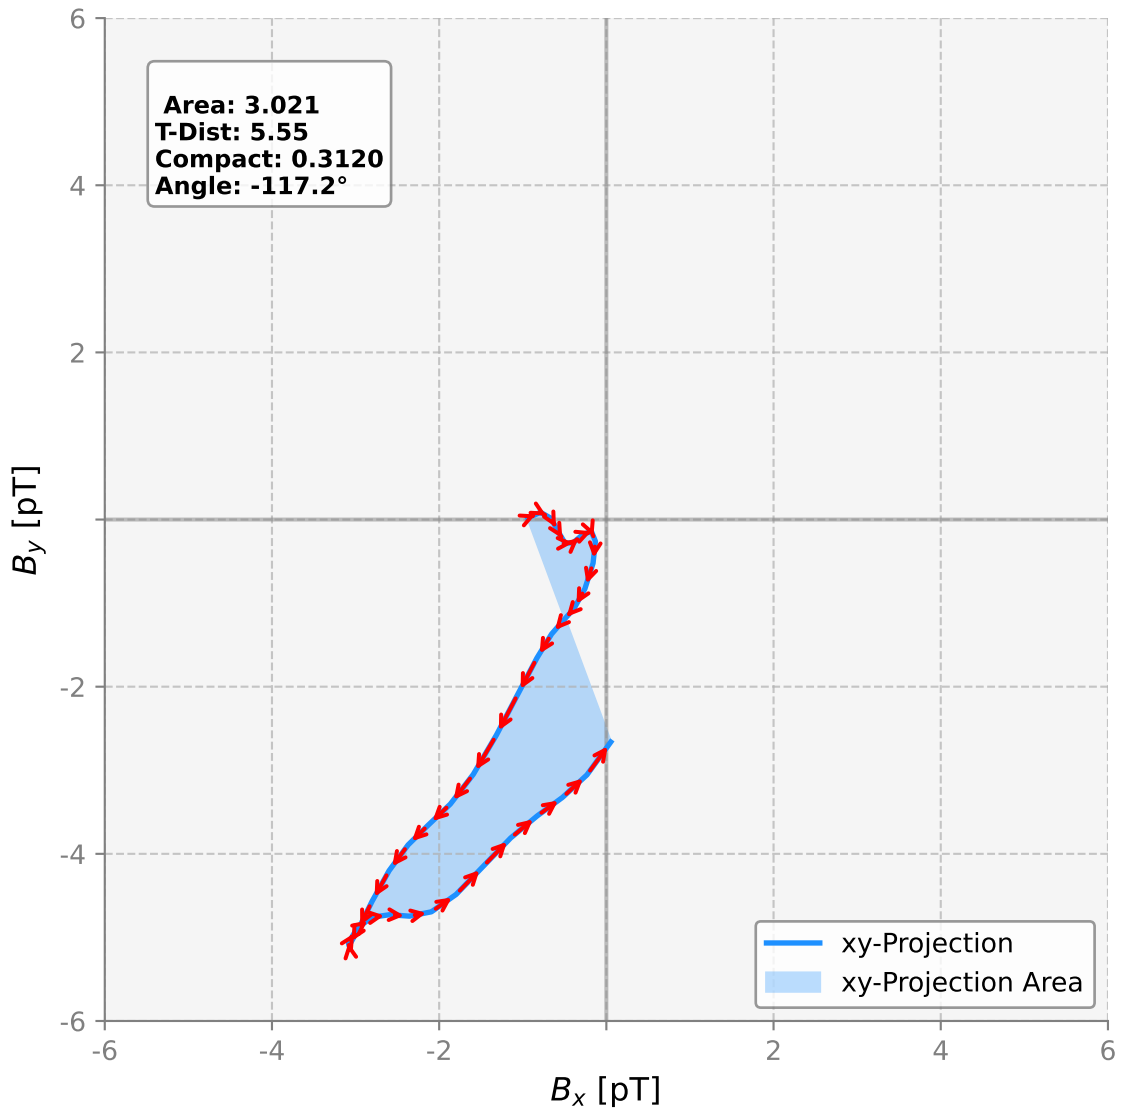 6
4
2
-2
-4
-6
-6
-4
-2
2
4
6
Area: 3.021
T-Dist: 5.55
Compact: 0.3120
Angle: -117.2°
B_y [pT]
B_x [pT]
xy-Projection
xy-Projection Area